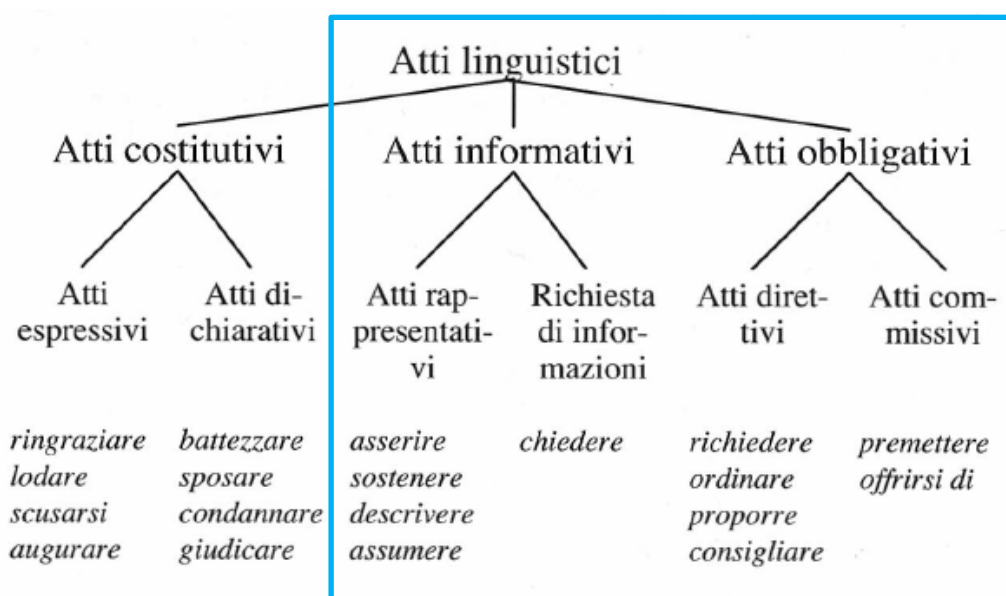 Atti linguistici
Atti costitutivi
Atti informativi
Atti obbligativi
Atti
espressivi
Atti di-
chiarativi
Atti rap-
presentati-
vi
Richiesta
di infor-
mazioni
Atti diret-
tivi
Atti com-
missivi
ringraziare
lodare
scusarsi
augurare
battezzare
sposare
condannare
giudicare
asserire
sostenere
descrivere
assumere
chiedere
richiedere
ordinare
proporre
consigliare
premettere
offrirsi di